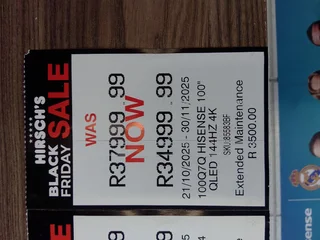 HIRSCH'S
BLACK
FRIDAY
SALE
WAS
R37999.99
NOW
R34999.99
21/10/2025 - 30/11/2025
100Q7Q HISENSE 100"
QLED 144HZ 4K
Extended Maintenance
R 3500.00